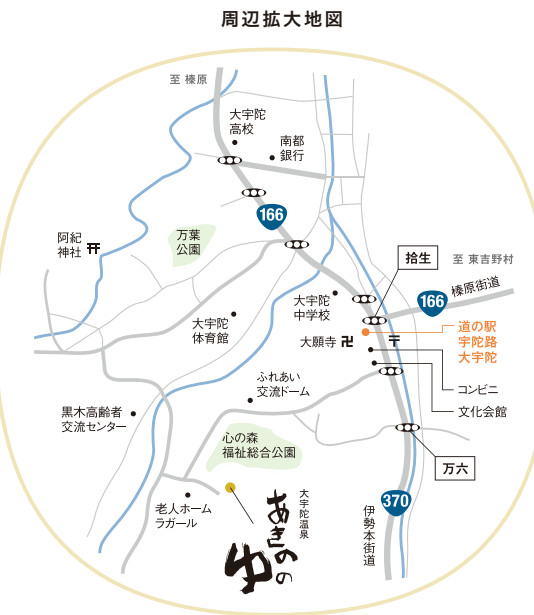 周辺拡大地図
至 榛原
大宇陀
高校
南都
銀行
166
万葉
公園
阿紀
神社
拾生
至 東吉野村
166
榛原街道
大宇陀
中学校
道の駅
宇陀路
大宇陀
大宇陀
体育館
大願寺
コンビニ
文化会館
ふれあい
交流ドーム
黒木高齢者
交流センター
心の森
福祉総合公園
万六
370
伊勢本街道
老人ホーム
ラガール
大宇陀温泉
あきのの
ゆ